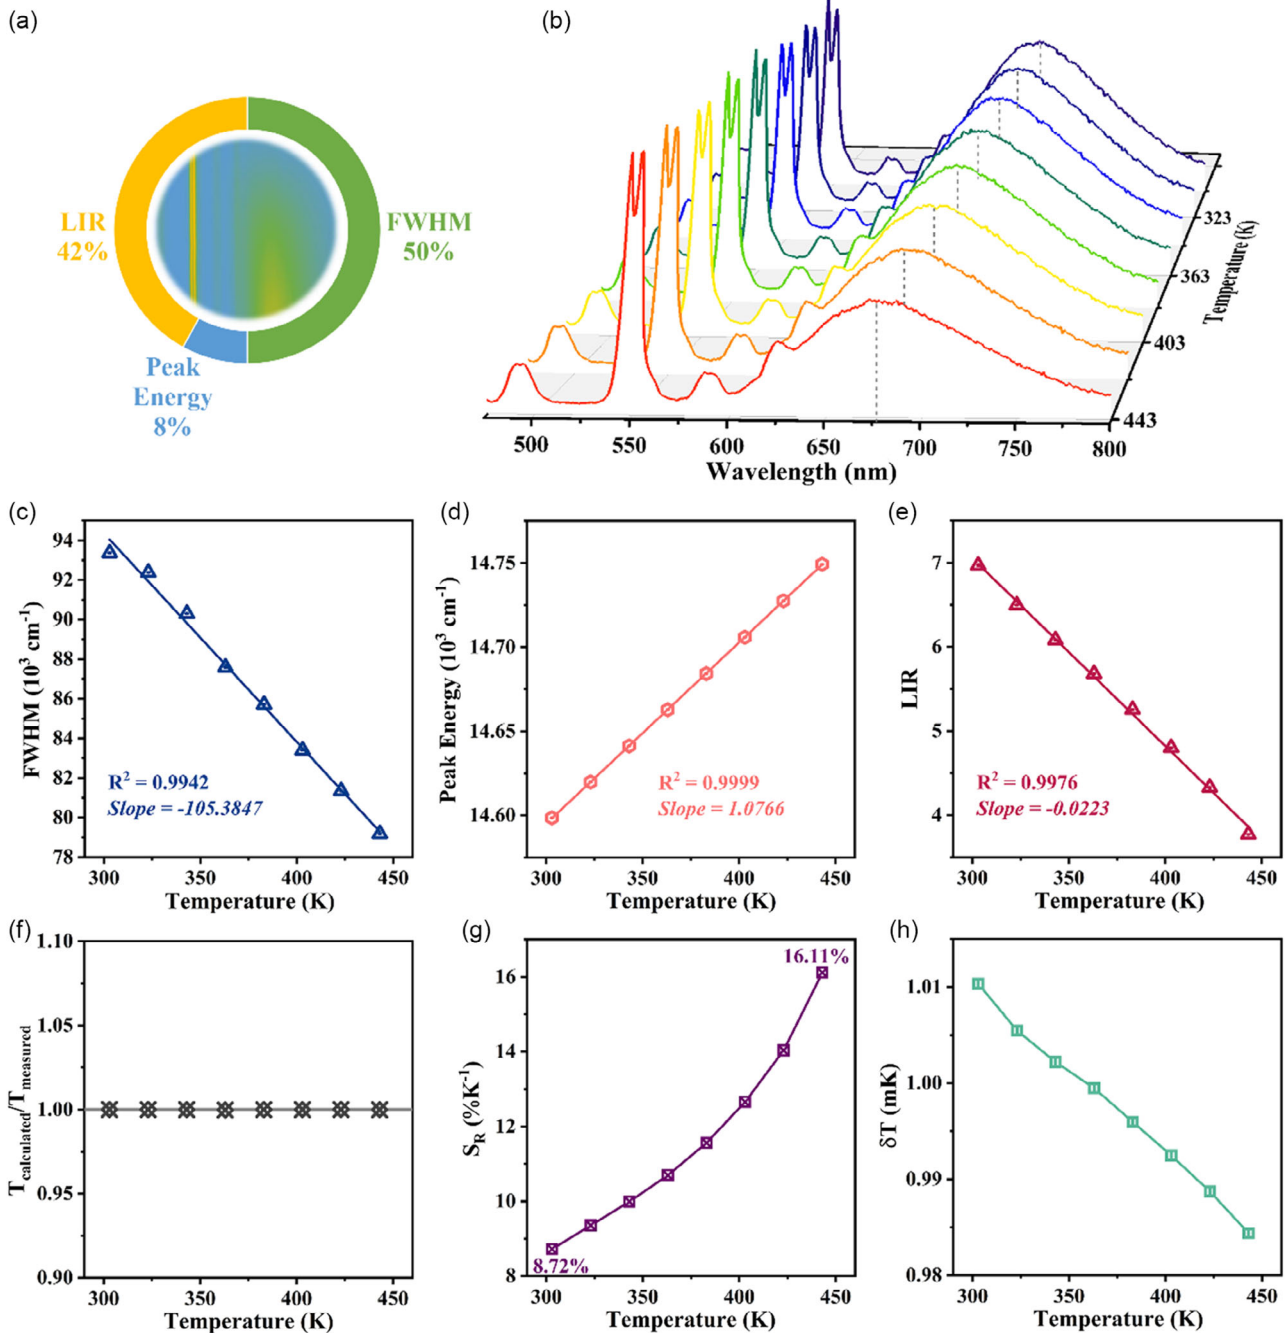 (a)
LIR
42%
FWHM
50%
Peak
Energy
8%
(b)
323
363
403
443
Temperature (K)
500 550 600 650 700 750 800
Wavelength (nm)
(c)
94
92
90
88
86
84
82
80
78
FWHM (10³ cm⁻¹)
R² = 0.9942
Slope = -105.3847
300 350 400 450
Temperature (K)
(d)
14.75
14.70
14.65
14.60
Peak Energy (10³ cm⁻¹)
R² = 0.9999
Slope = 1.0766
300 350 400 450
Temperature (K)
(e)
7
6
5
4
LIR
R² = 0.9976
Slope = -0.0223
300 350 400 450
Temperature (K)
(f)
1.10
1.05
1.00
0.95
0.90
T calculated/T measured
300 350 400 450
Temperature (K)
(g)
16
14
12
10
8
S_R (%K⁻¹)
16.11%
8.72%
300 350 400 450
Temperature (K)
(h)
1.01
1.00
0.99
0.98
δT (mK)
300 350 400 450
Temperature (K)